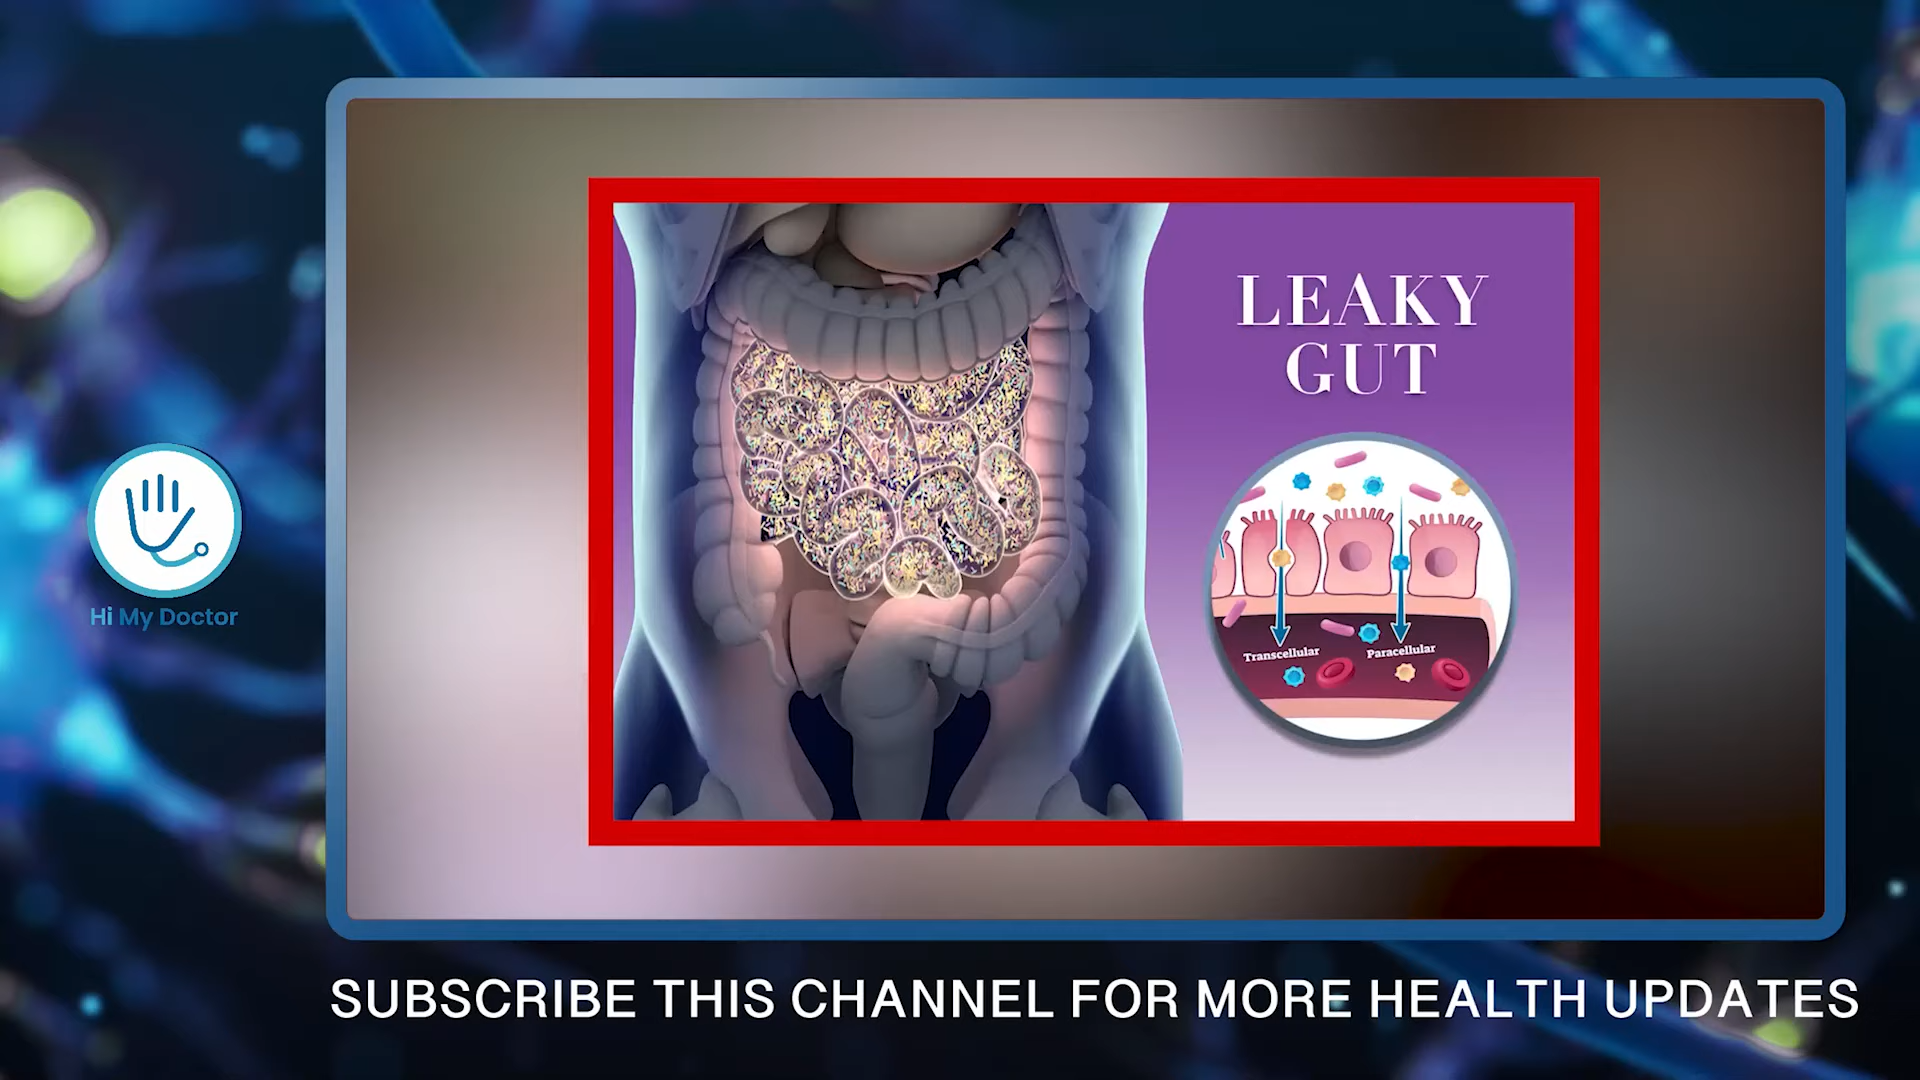 LEAKY
GUT
Transcellular
Paracellular
Hi My Doctor
SUBSCRIBE THIS CHANNEL FOR MORE HEALTH UPDATES